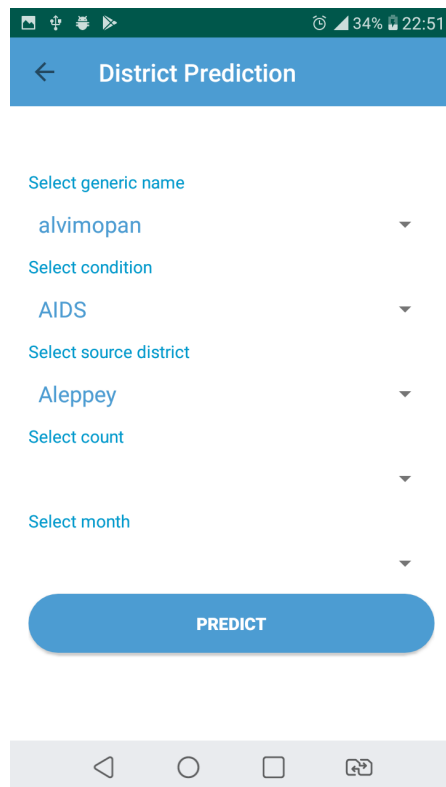 34% 22:51
District Prediction
Select generic name
alvimopan
Select condition
AIDS
Select source district
Aleppey
Select count
Select month
PREDICT